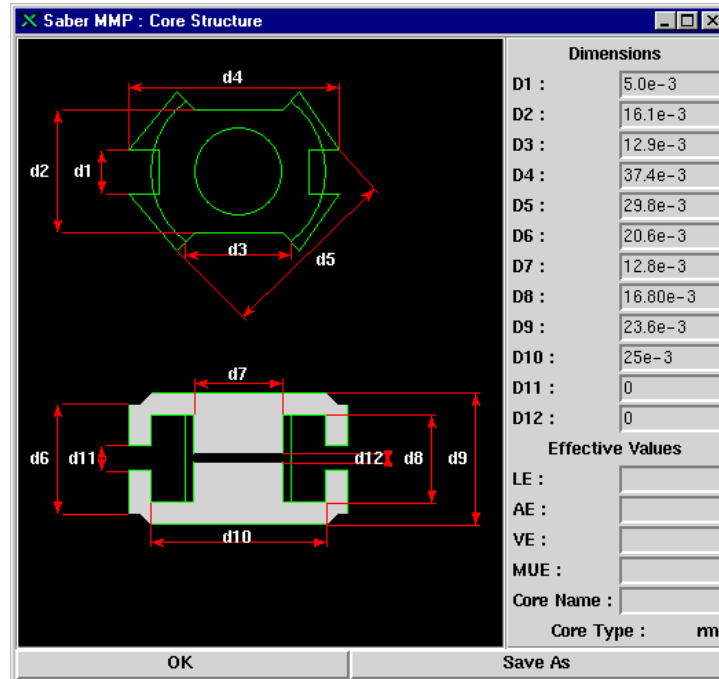 Saber MMP : Core Structure
Dimensions
D1 : 5.0e-3
D2 : 16.1e-3
D3 : 12.9e-3
D4 : 37.4e-3
D5 : 29.8e-3
D6 : 20.6e-3
D7 : 12.8e-3
D8 : 16.80e-3
D9 : 23.6e-3
D10 : 25e-3
D11 : 0
D12 : 0
Effective Values
LE :
AE :
VE :
MUE :
Core Name :
Core Type :
d4
d2 d1
d3 d5
d7
d6 d11 d12 d8 d9
d10
OK Save As